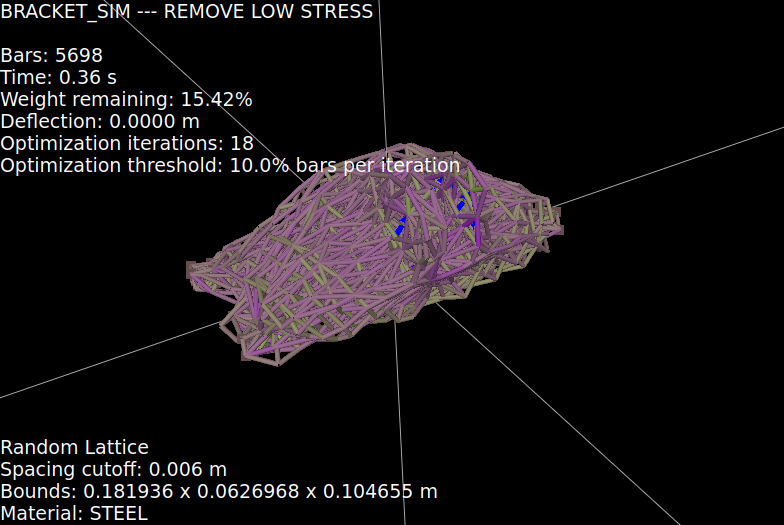 BRACKET_SIM --- REMOVE LOW STRESS
Bars: 5698
Time: 0.36 s
Weight remaining: 15.42%
Deflection: 0.0000 m
Optimization iterations: 18
Optimization threshold: 10.0% bars per iteration
Random Lattice
Spacing cutoff: 0.006 m
Bounds: 0.181936 x 0.0626968 x 0.104655 m
Material: STEEL